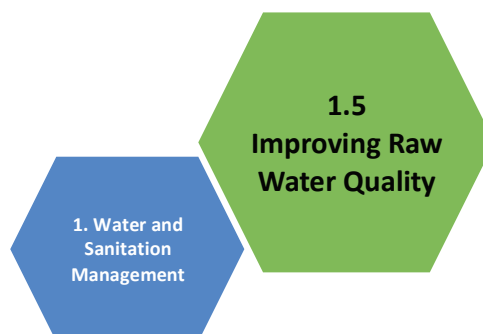 1.5
Improving Raw
Water Quality
1. Water and
Sanitation
Management